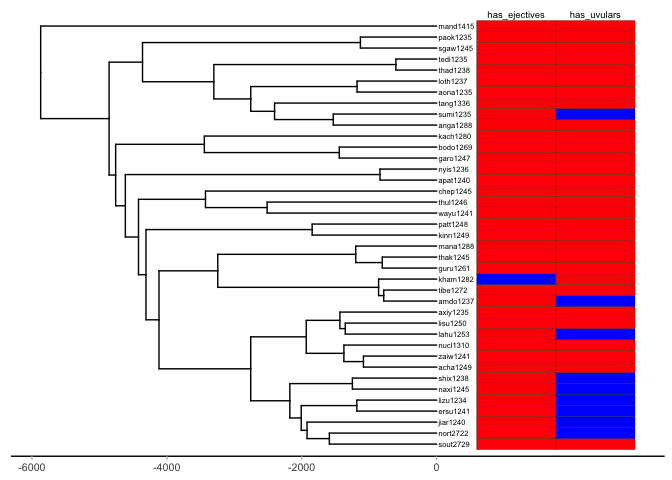 has_ejectives has_uvulars
mand1415
paok1235
sgaw1245
tedi1235
thad1238
loth1237
aona1235
tang1336
sumi1235
anga1288
kach1280
bodo1269
garo1247
nyis1236
apat1240
chep1245
thul1246
wayu1241
patt1248
kinn1249
mana1288
thak1245
guru1261
kham1282
tibe1272
amdo1237
axiy1235
lisu1250
lahu1253
nucl1310
zaiw1241
acha1249
shix1238
naxi1245
lizu1234
ersu1241
jiar1240
nort2722
sout2729
-6000 -4000 -2000 0